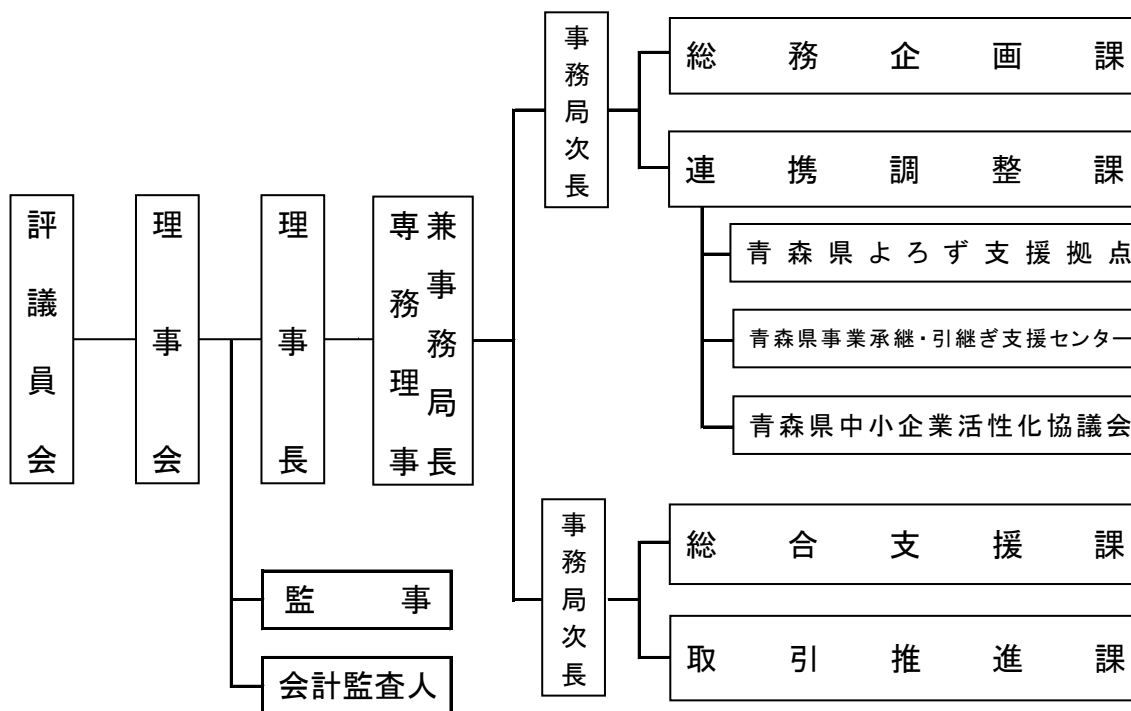 評議員会
理事会
理事長
専務理事
兼事務局長
監事
会計監査人
事務局次長
総務企画課
連携調整課
青森県よろず支援拠点
青森県事業承継・引継ぎ支援センター
青森県中小企業活性化協議会
事務局次長
総合支援課
取引推進課